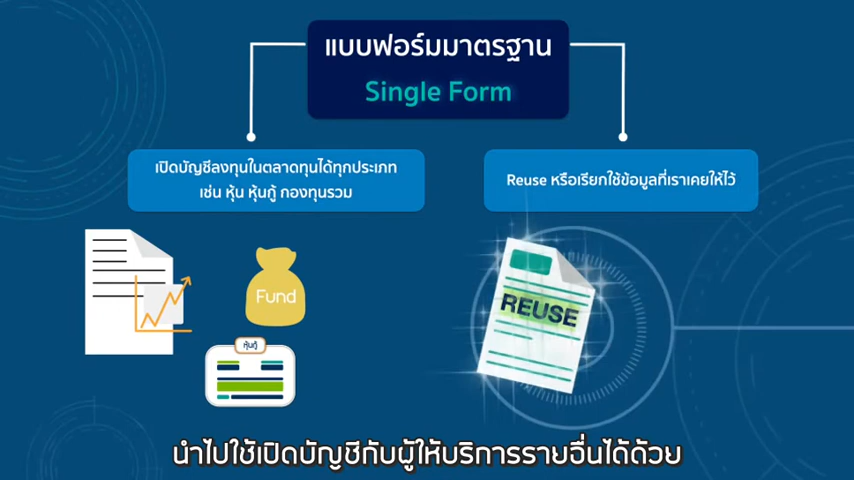 แบบฟอร์มมาตรฐาน
Single Form
เปิดบัญชีลงทุนในตลาดทุนได้ทุกประเภท
เช่น หุ้น หุ้นกู้ กองทุนรวม
Reuse หรือเรียกใช้ข้อมูลที่เราเคยให้ไว้
Fund
หุ้นกู้
REUSE
นำไปใช้เปิดบัญชีกับผู้ให้บริการรายอื่นได้ด้วย